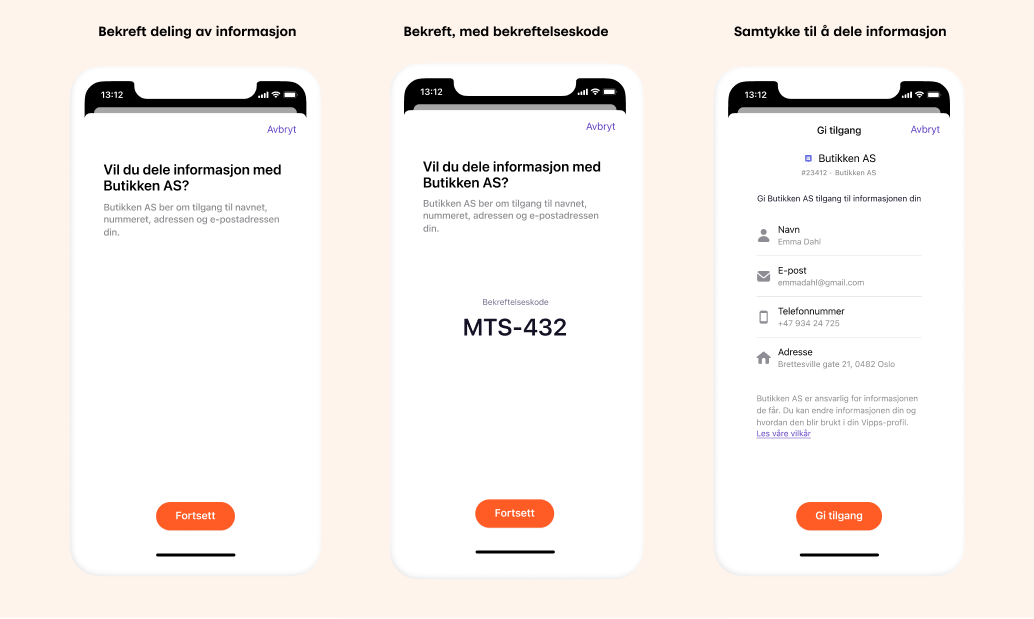 Bekreft deling av informasjon
13:12
Avbryt
Vil du dele informasjon med
Butikken AS?
Butikken AS ber om tilgang til navnet,
nummeret, adressen og e-postadressen
din.
Fortsett
Bekreft, med bekreftelseskode
13:12
Avbryt
Vil du dele informasjon med
Butikken AS?
Butikken AS ber om tilgang til navnet,
nummeret, adressen og e-postadressen
din.
Bekreftelseskode
MTS-432
Fortsett
Samtykke til å dele informasjon
13:12
Gi tilgang
Avbryt
Butikken AS
#23412 · Butikken AS
Gi Butikken AS tilgang til informasjonen din
Navn
Emma Dahl
E-post
emmadahl@gmail.com
Telefonnummer
+47 934 24 725
Adresse
Brettesville gate 21, 0482 Oslo
Butikken AS er ansvarlig for informasjonen
de får. Du kan endre informasjonen din og
hvordan den blir brukt i din Vipps-profil.
Les våre vilkår
Gi tilgang